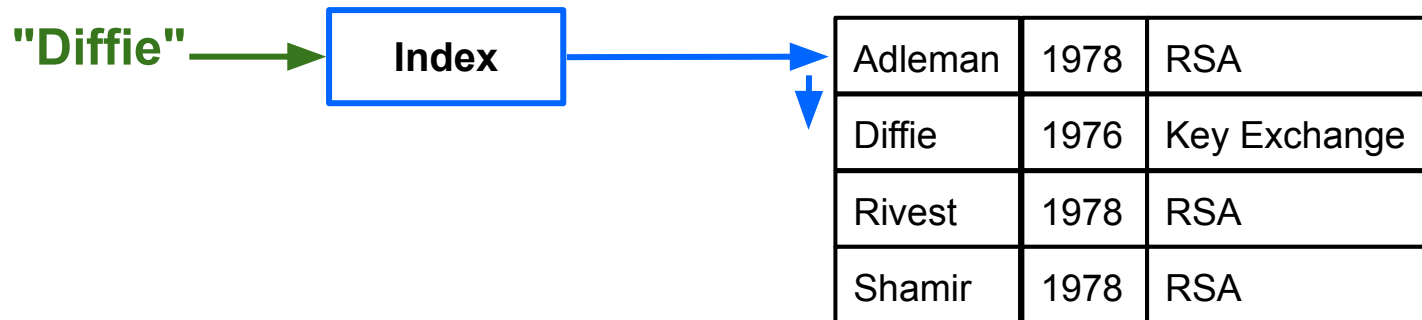 "Diffie"
Index
Adleman 1978 RSA
Diffie 1976 Key Exchange
Rivest 1978 RSA
Shamir 1978 RSA